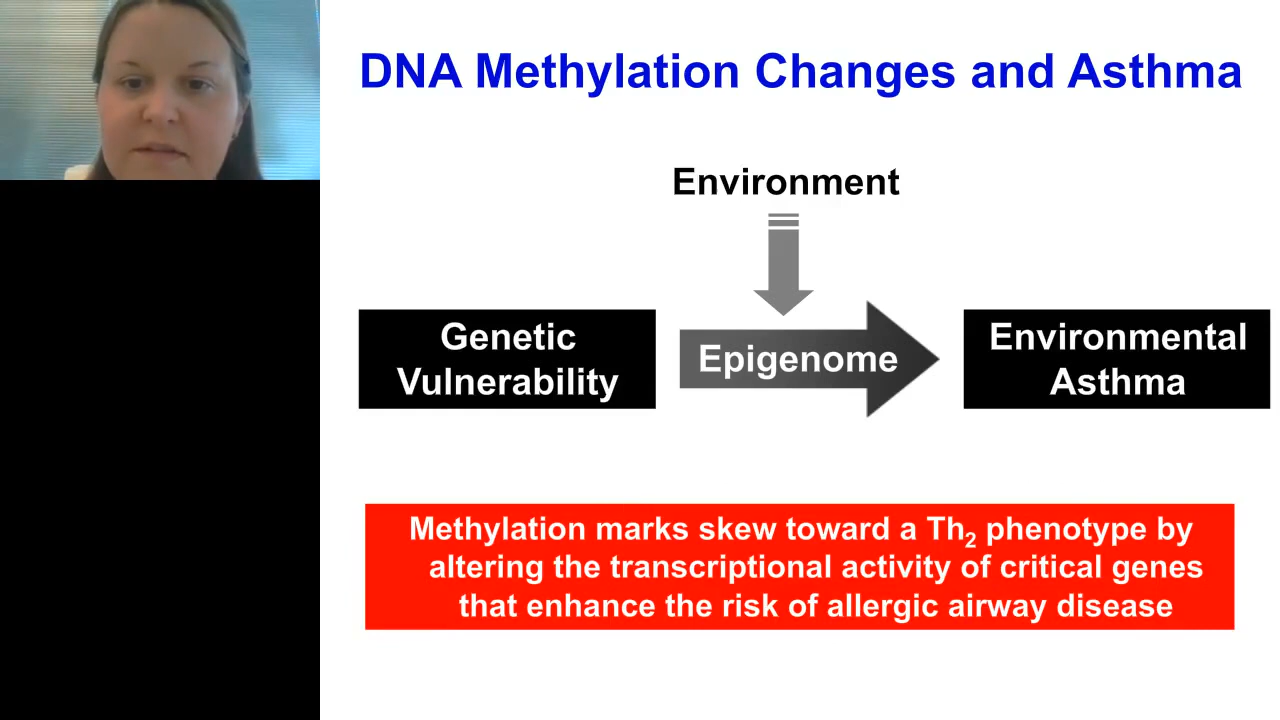 DNA Methylation Changes and Asthma
Environment
Genetic
Vulnerability
Epigenome
Environmental
Asthma
Methylation marks skew toward a Th₂ phenotype by
altering the transcriptional activity of critical genes
that enhance the risk of allergic airway disease